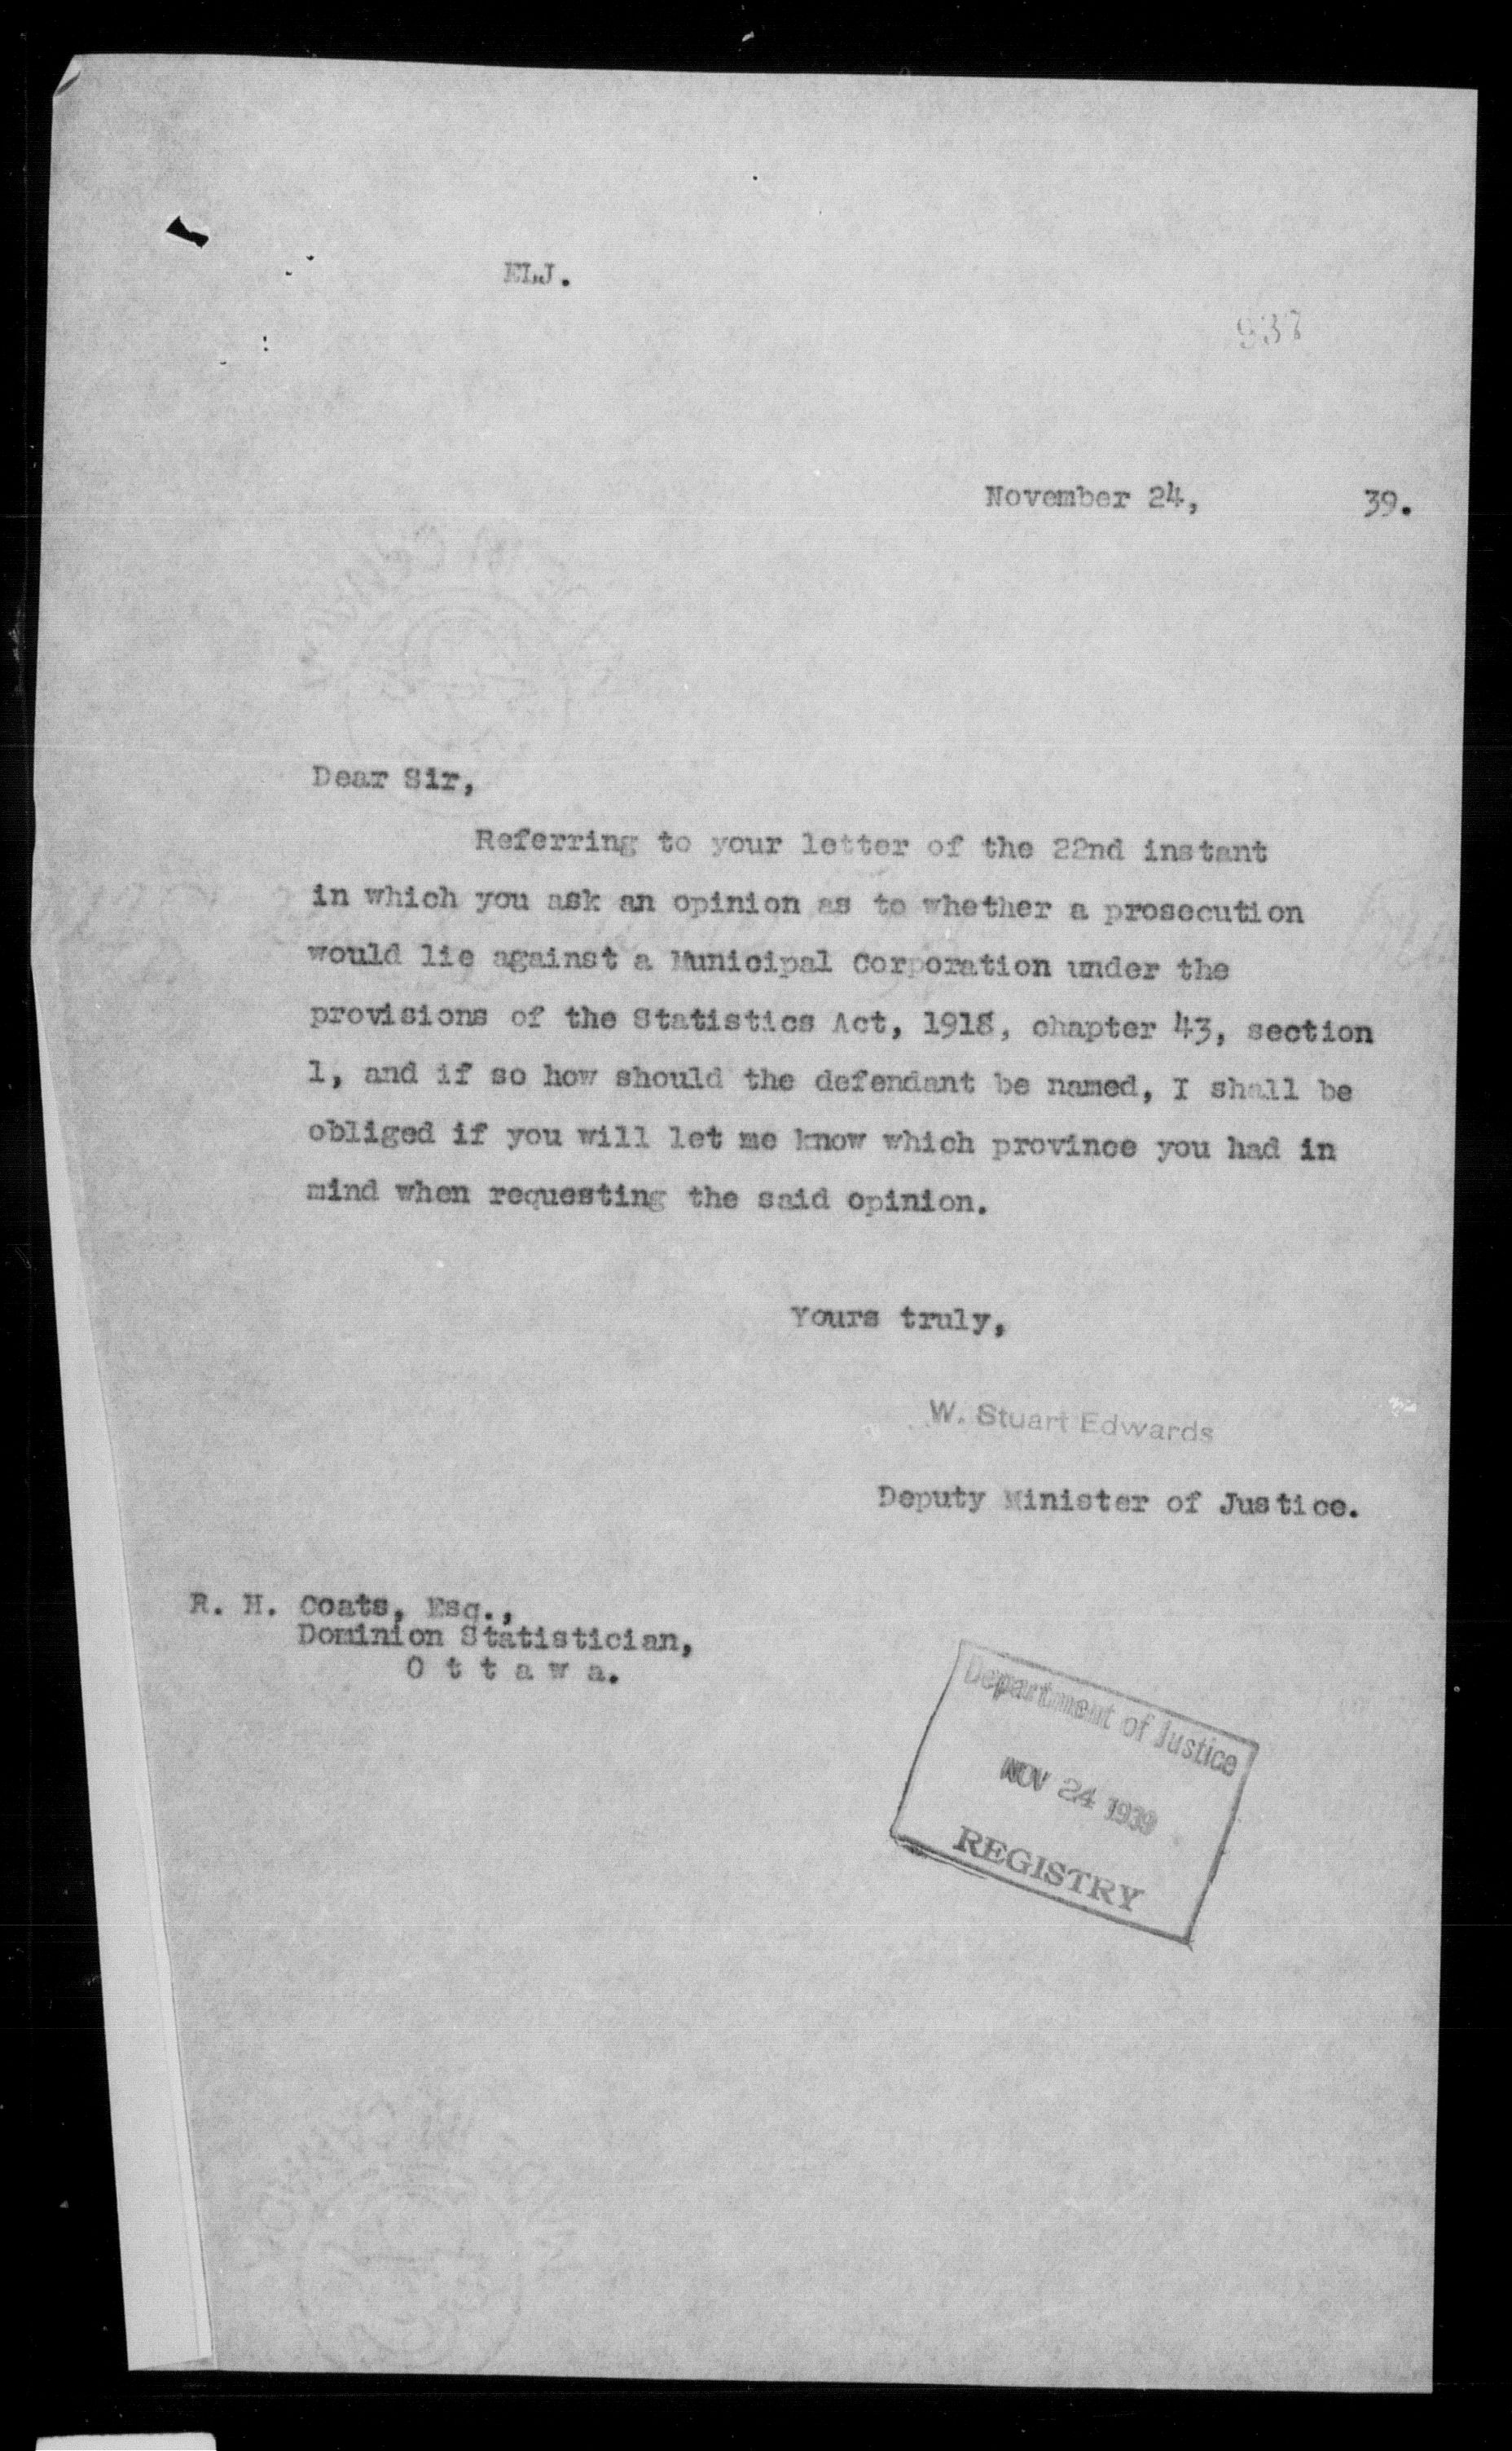 ELJ.
937
November 24, 39.
Dear Sir,
Referring to your letter of the 22nd instant
in which you ask an opinion as to whether a prosecution
would lie against a Municipal Corporation under the
provisions of the Statistics Act, 1918, chapter 43, section
1, and if so how should the defendant be named, I shall be
obliged if you will let me know which province you had in
mind when requesting the said opinion.
Yours truly,
W. Stuart Edwards
Deputy Minister of Justice.
R. H. Coats, Esq.,
Dominion Statistician,
O t t a w a.
Department of Justice
NOV 24 1939
REGISTRY